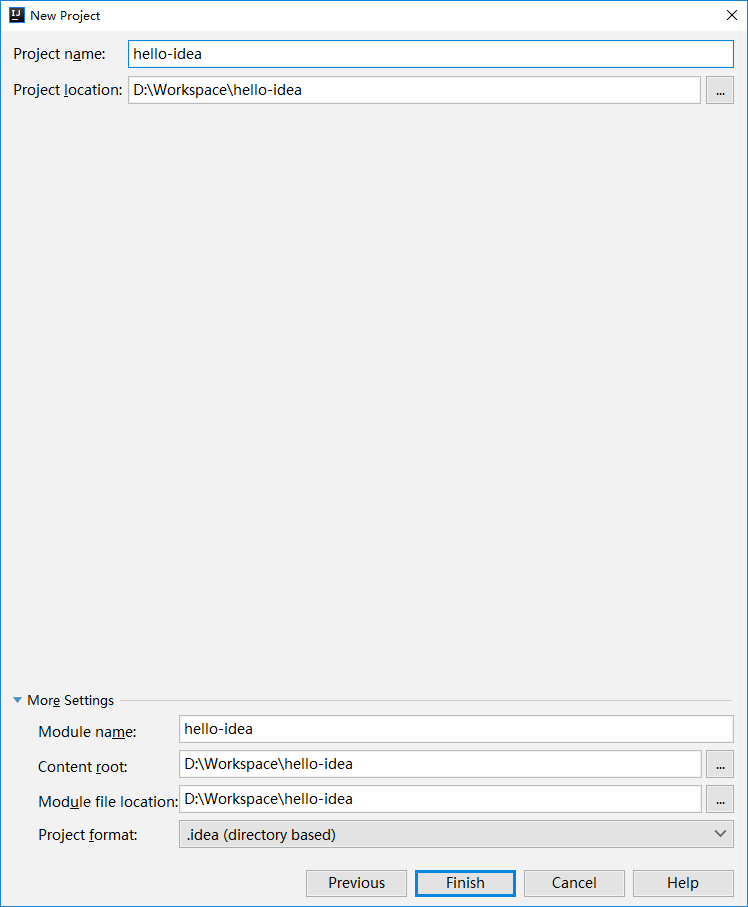 New Project
Project name: hello-idea
Project location: D:\Workspace\hello-idea ...
More Settings
Module name: hello-idea
Content root: D:\Workspace\hello-idea ...
Module file location: D:\Workspace\hello-idea ...
Project format: .idea (directory based)
Previous Finish Cancel Help